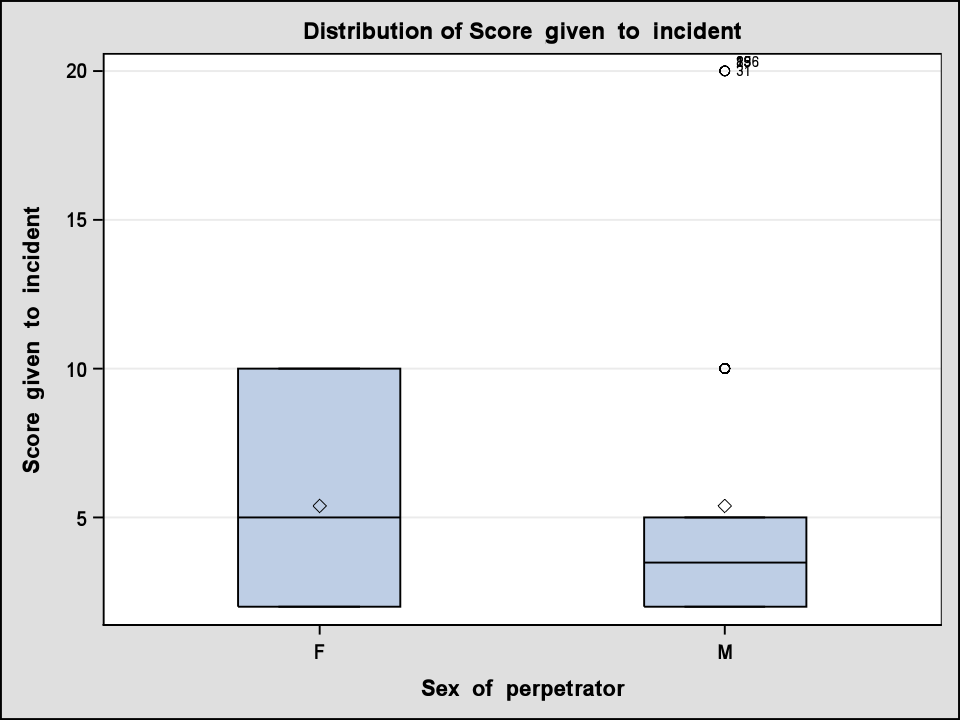 Distribution of Score given to incident
20
31
15
10
5
Score given to incident
F
M
Sex of perpetrator